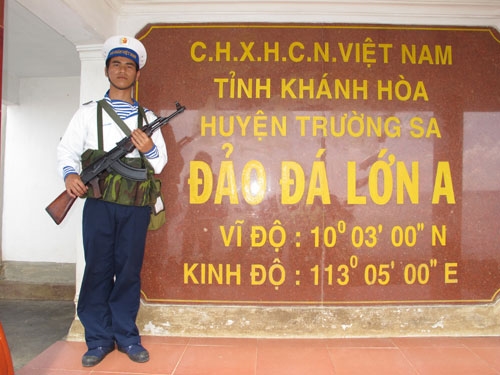 C.H.X.H.C.N.VIỆT NAM
TỈNH KHÁNH HÒA
HUYỆN TRƯỜNG SA
ĐẢO ĐÁ LỚN A
VĨ ĐỘ : 10⁰ 03' 00" N
KINH ĐỘ : 113⁰ 05' 00" E